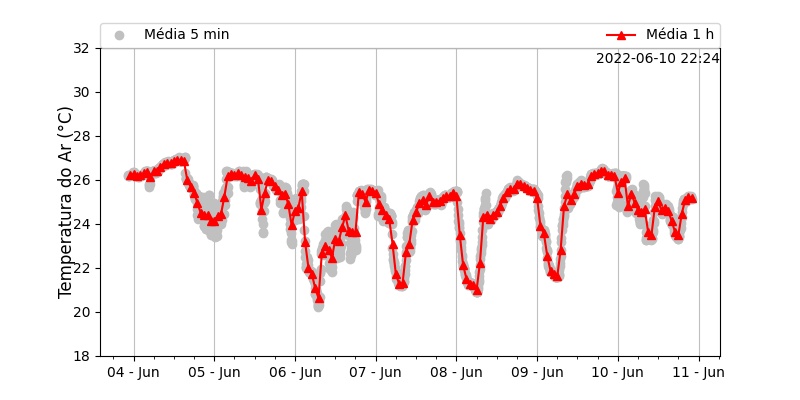 Média 5 min
Média 1 h
2022-06-10 22:24
Temperatura do Ar (°C)
32
30
28
26
24
22
20
18
04 - Jun
05 - Jun
06 - Jun
07 - Jun
08 - Jun
09 - Jun
10 - Jun
11 - Jun